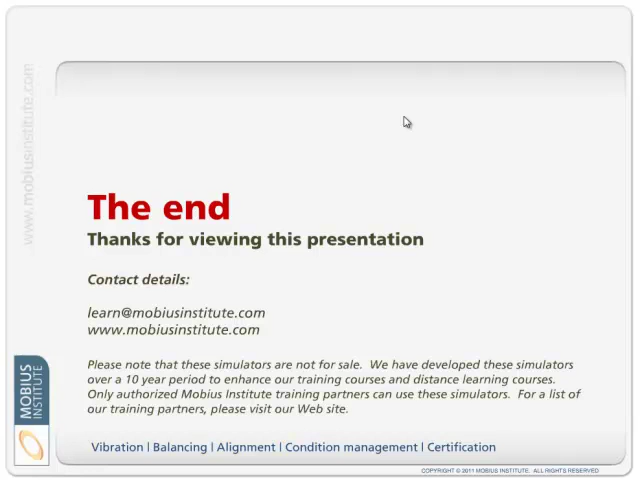 www.mobiusinstitute.com
The end
Thanks for viewing this presentation
Contact details:
learn@mobiusinstitute.com
www.mobiusinstitute.com
Please note that these simulators are not for sale.  We have developed these simulators
over a 10 year period to enhance our training courses and distance learning courses.
Only authorized Mobius Institute training partners can use these simulators.  For a list of
our training partners, please visit our Web site.
MOBIUS
INSTITUTE
Vibration | Balancing | Alignment | Condition management | Certification
COPYRIGHT © 2011 MOBIUS INSTITUTE.  ALL RIGHTS RESERVED